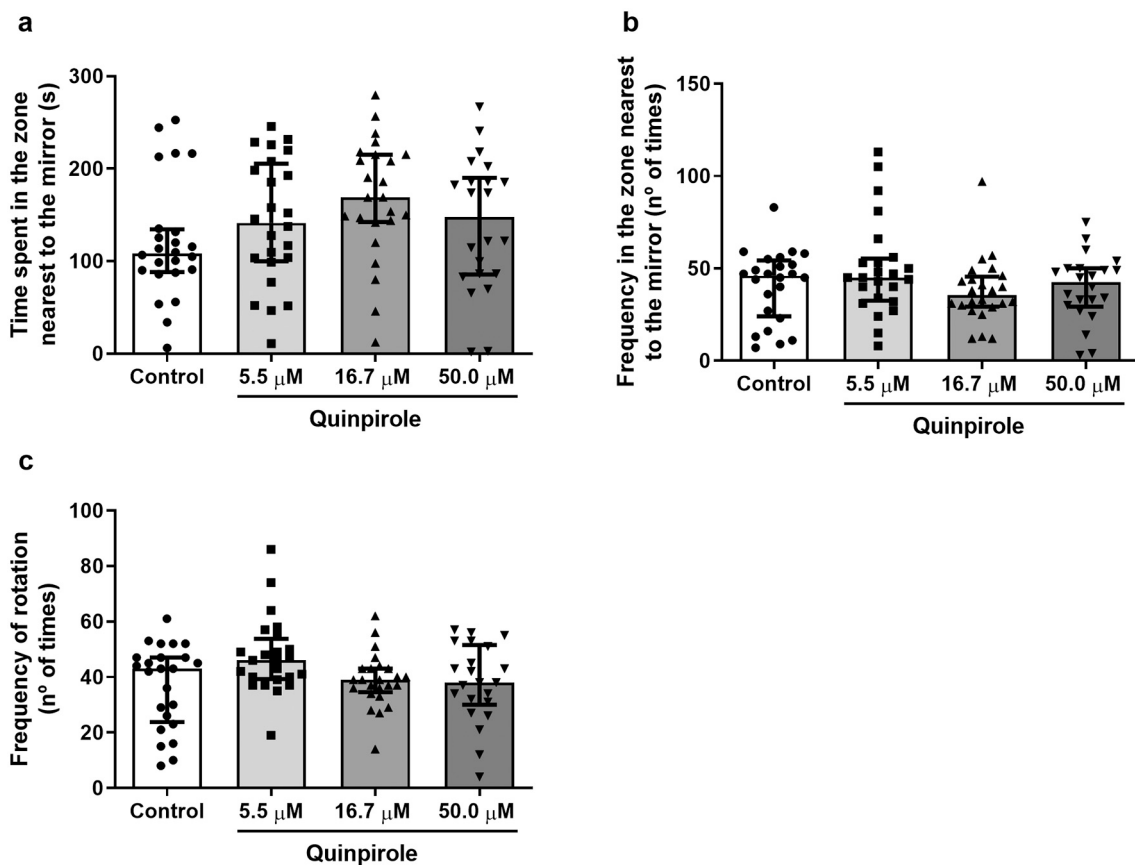 a
Time spent in the zone
nearest to the mirror (s)
300
200
100
0
Control
5.5 μM
16.7 μM
50.0 μM
Quinpirole
b
Frequency in the zone nearest
to the mirror (nº of times)
150
100
50
0
Control
5.5 μM
16.7 μM
50.0 μM
Quinpirole
c
Frequency of rotation
(nº of times)
100
80
60
40
20
0
Control
5.5 μM
16.7 μM
50.0 μM
Quinpirole